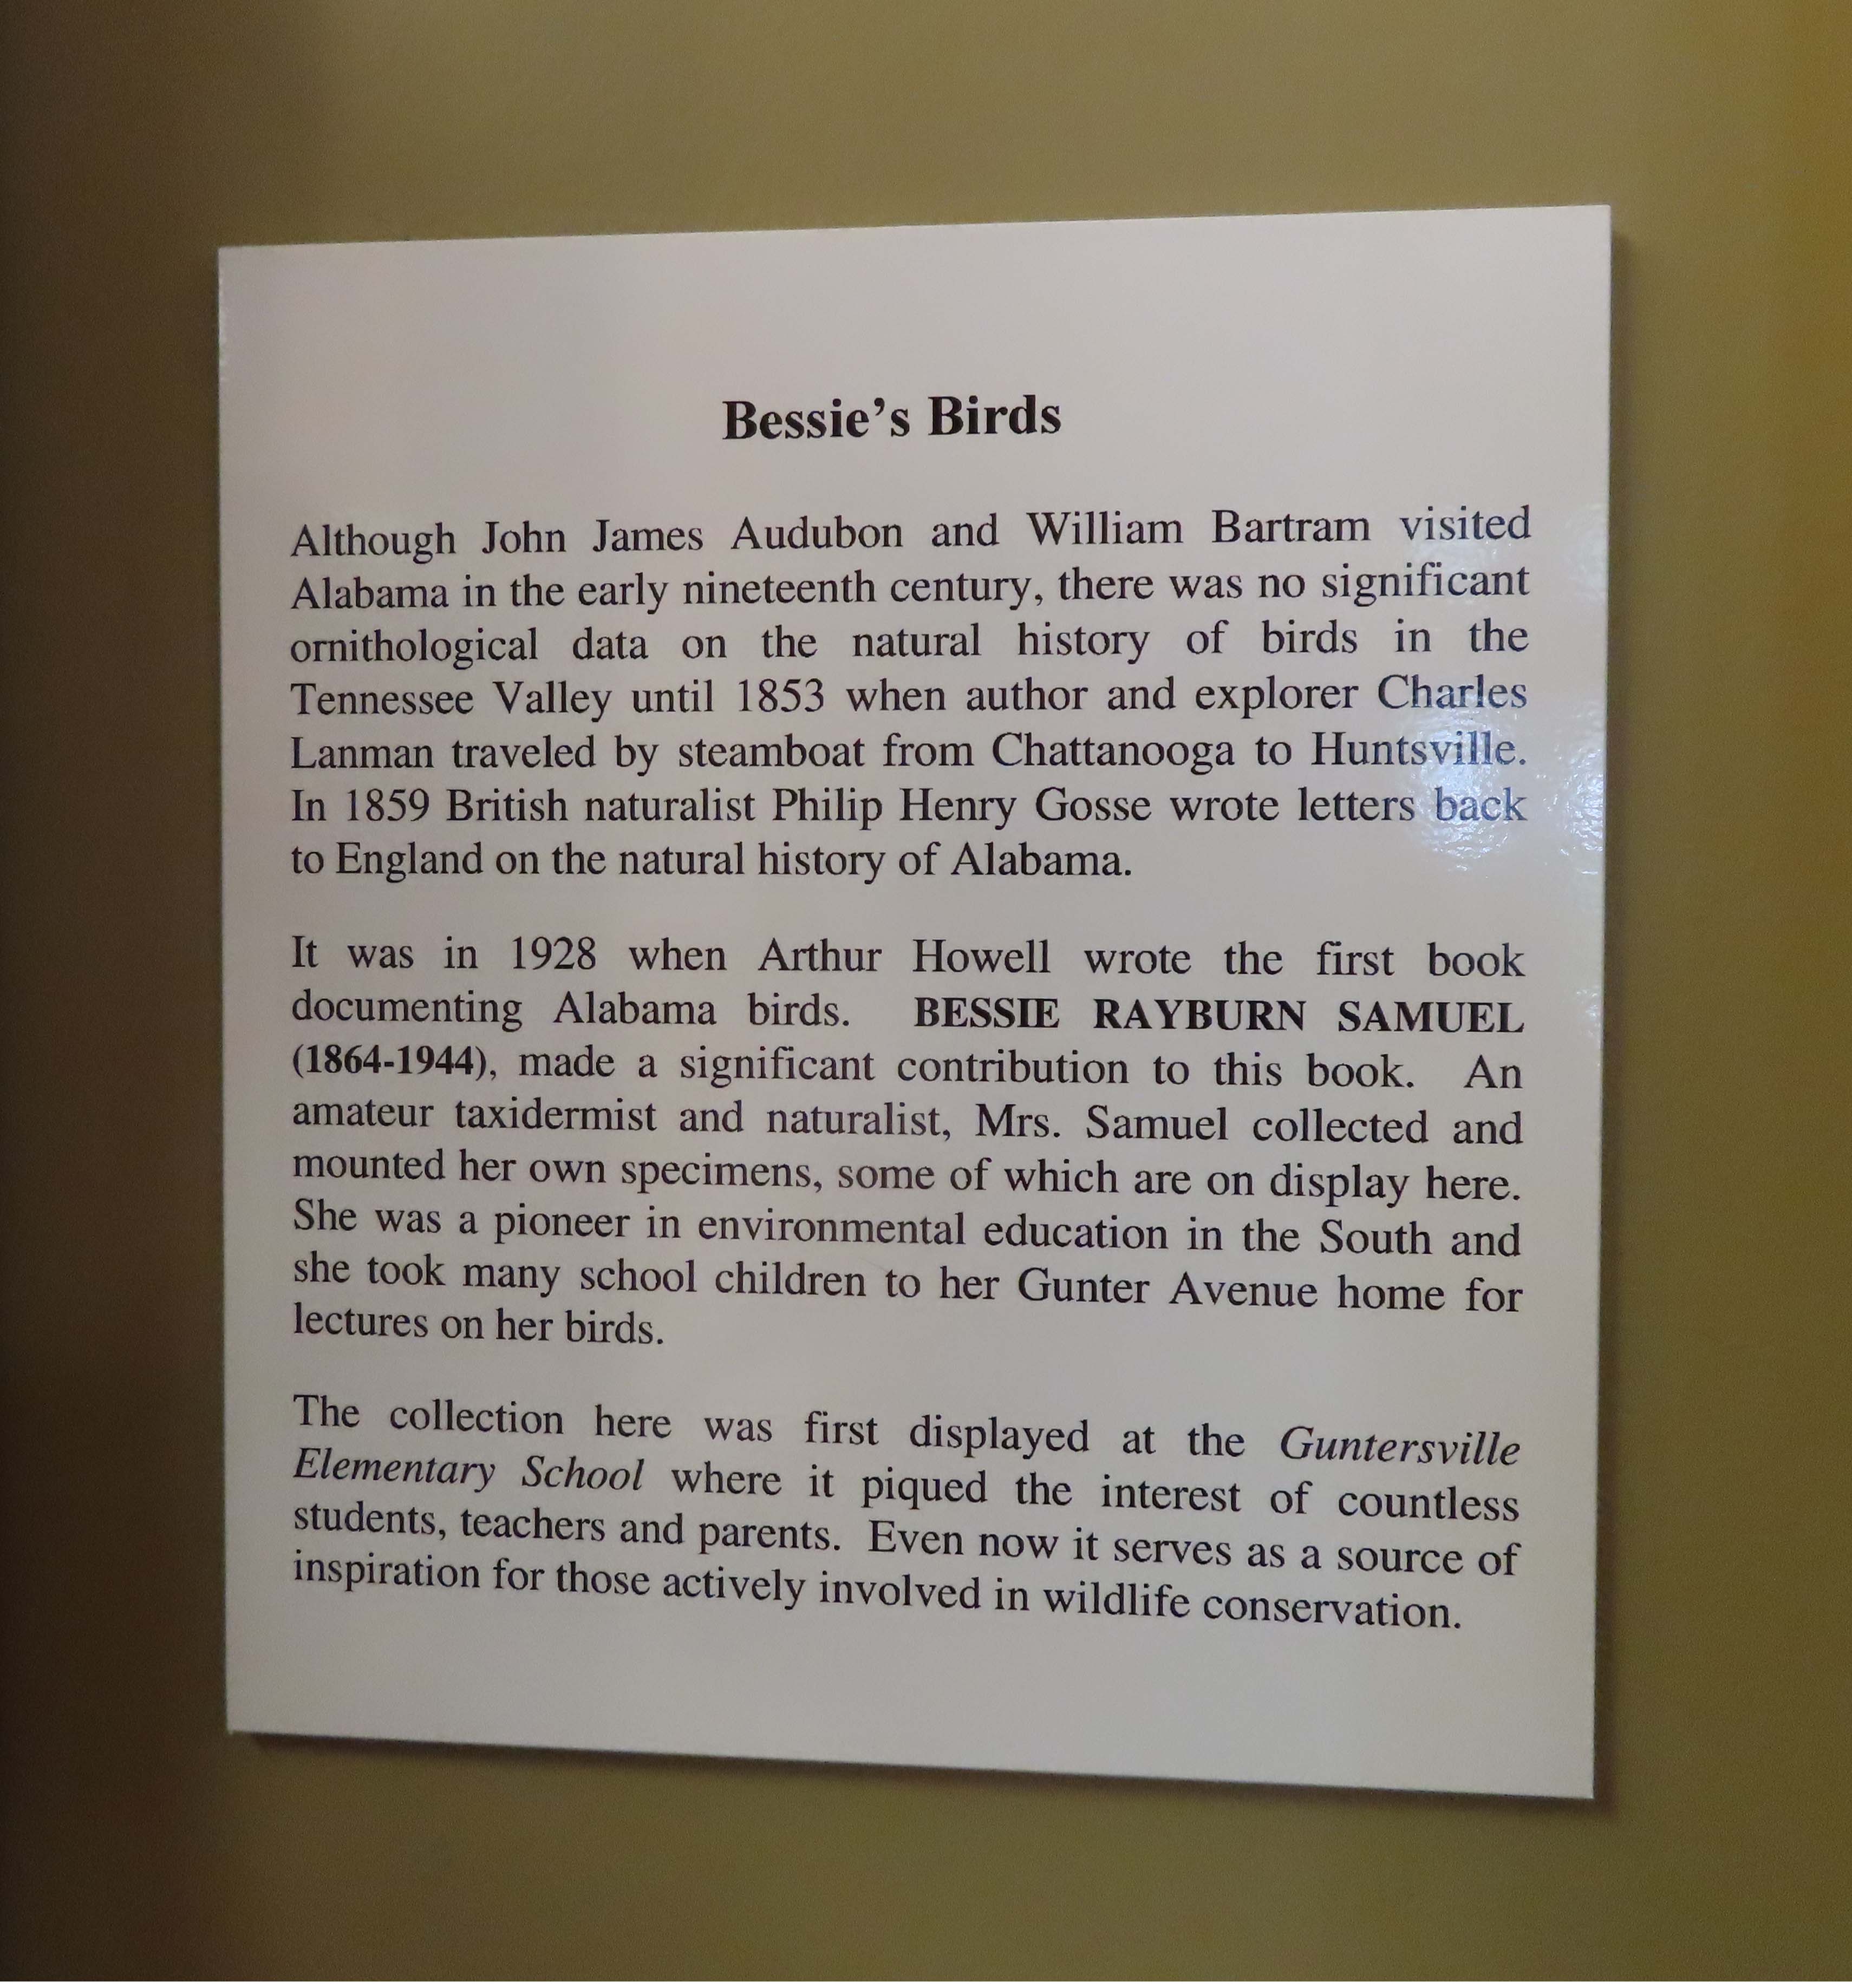 Bessie’s Birds
Although John James Audubon and William Bartram visited
Alabama in the early nineteenth century, there was no significant
ornithological data on the natural history of birds in the
Tennessee Valley until 1853 when author and explorer Charles
Lanman traveled by steamboat from Chattanooga to Huntsville.
In 1859 British naturalist Philip Henry Gosse wrote letters back
to England on the natural history of Alabama.
It was in 1928 when Arthur Howell wrote the first book
documenting Alabama birds. BESSIE RAYBURN SAMUEL
(1864-1944), made a significant contribution to this book. An
amateur taxidermist and naturalist, Mrs. Samuel collected and
mounted her own specimens, some of which are on display here.
She was a pioneer in environmental education in the South and
she took many school children to her Gunter Avenue home for
lectures on her birds.
The collection here was first displayed at the Guntersville
Elementary School where it piqued the interest of countless
students, teachers and parents. Even now it serves as a source of
inspiration for those actively involved in wildlife conservation.